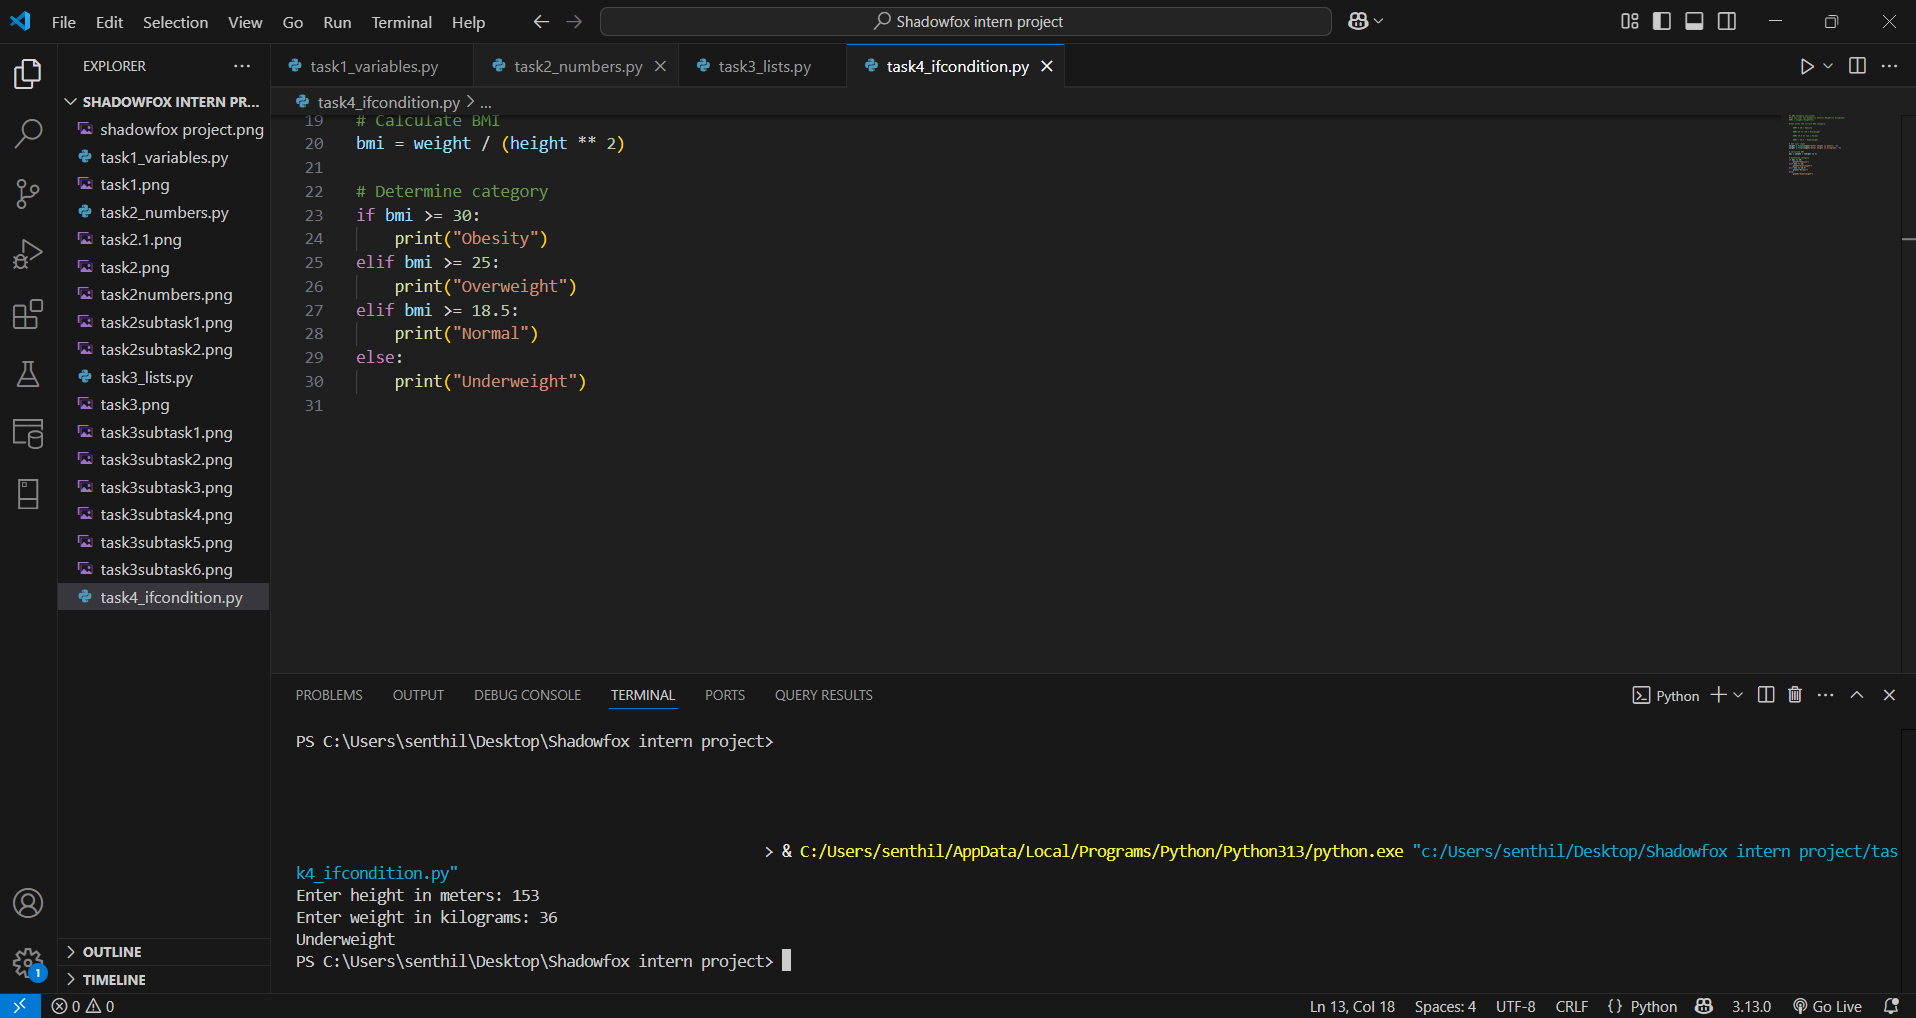 File Edit Selection View Go Run Terminal Help
Shadowfox intern project
EXPLORER
SHADOWFOX INTERN PR...
shadowfox project.png
task1_variables.py
task1.png
task2_numbers.py
task2.1.png
task2.png
task2numbers.png
task2subtask1.png
task2subtask2.png
task3_lists.py
task3.png
task3subtask1.png
task3subtask2.png
task3subtask3.png
task3subtask4.png
task3subtask5.png
task3subtask6.png
task4_ifcondition.py
OUTLINE
TIMELINE
task1_variables.py task2_numbers.py task3_lists.py task4_ifcondition.py
task4_ifcondition.py > ...
19 # Calculate BMI
20 bmi = weight / (height ** 2)
21
22 # Determine category
23 if bmi >= 30:
24 print("Obesity")
25 elif bmi >= 25:
26 print("Overweight")
27 elif bmi >= 18.5:
28 print("Normal")
29 else:
30 print("Underweight")
31
PROBLEMS OUTPUT DEBUG CONSOLE TERMINAL PORTS QUERY RESULTS
Python
PS C:\Users\senthil\Desktop\Shadowfox intern project>
> & C:/Users/senthil/AppData/Local/Programs/Python/Python313/python.exe "c:/Users/senthil/Desktop/Shadowfox intern project/tas
k4_ifcondition.py"
Enter height in meters: 153
Enter weight in kilograms: 36
Underweight
PS C:\Users\senthil\Desktop\Shadowfox intern project>
1
0 0
Ln 13, Col 18 Spaces: 4 UTF-8 CRLF {} Python 3.13.0 Go Live